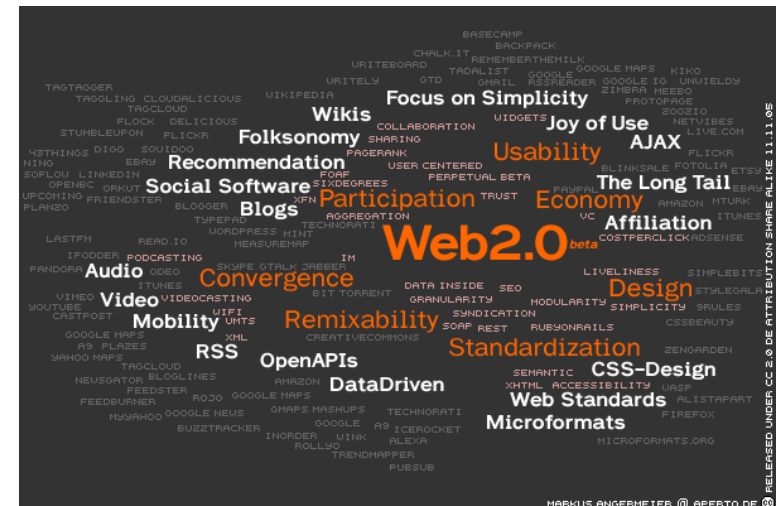 BASECAMP
BACKPACK
CHALK.IT REMEMBERTHEMILK
WRITEBOARD TADALIST GOOGLE GOOGLE MAPS KIKO
WRITELY GTD GMAIL RSSREADER GOOGLE IG UNWIELDY
TAGTAGGER ZIMBRA MEEBO
TAGGLING CLOUDALICIOUS WIKIPEDIA Focus on Simplicity PROTOPAGE
TAGCLOUD Wikis WIDGETS ZOOZIO
FLOCK DELICIOUS COLLABORATION Joy of Use NETVIBES
STUMBLEUPON FLICKR Folksonomy SHARING AJAX LIVE.COM
43THINGS DIGG SQUIDOO PAGERANK Usability FLICKR
NING EBAY Recommendation USER CENTERED BLINKSALE FOTOLIA ETSY
SOFLOW LINKEDIN FOAF PERPETUAL BETA
OPENBC ORKUT Social Software SIXDEGREES PAYPAL The Long Tail EBAY
UPCOMING FRIENDSTER XFN Participation TRUST Economy AMAZON MTURK
PLANZO BLOGGER Blogs AGGREGATION VC ITUNES
TYPEPAD TECHNORATI Affiliation
WORDPRESS MINT
LASTFM READ.IO MEASUREMAP Web2.0 beta COSTPERCLICK ADSENSE
IPODDER PODCASTING IM
PANDORA Audio ODEO SKYPE GTALK JABBER LIVELINESS SIMPLEBITS
ITUNES Convergence DATA INSIDE SEO Design STYLEGALA
VIMEO Video VIDEOCASTING BIT TORRENT GRANULARITY MODULARITY SIMPLICITY 9RULES
YOUTUBE WIFI SYNDICATION
CASTPOST Mobility UMTS Remixability SOAP REST RUBYONRAILS CSSBEAUTY
GOOGLE MAPS XML CREATIVECOMMONS
A9 PLAZES RSS Standardization ZENGARDEN
YAHOO MAPS OpenAPIs
TAGCLOUD SEMANTIC CSS-Design
NEWSGATOR BLOGLINES AMAZON DataDriven XHTML ACCESSIBILITY WASP
FEEDSTER ROJO GOOGLE MAPS
FEEDBURNER GMAPS MASHUPS TECHNORATI Web Standards ALISTAPART
MYYAHOO GOOGLE NEWS GOOGLE A9 ICEROCKET Microformats FIREFOX
BUZZTRACKER INORDER WINK ALEXA MICROFORMATS.ORG
ROLLYO TRENDMAPPER
PUBSUB
MARKUS ANGERMEIER @ APERTO.DE
RELEASED UNDER CC 2.0 DE ATTRIBUTION SHARE ALIKE 11.11.05